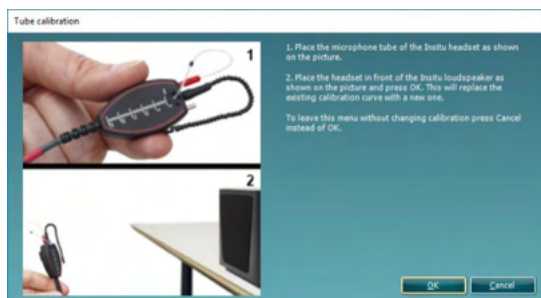 Tube calibration
1
1. Place the microphone tube of the Insitu headset as shown
on the picture.
2. Place the headset in front of the Insitu loudspeaker as
shown on the picture and press OK. This will replace the
existing calibration curve with a new one.
To leave this menu without changing calibration press Cancel
instead of OK.
2
OK Cancel